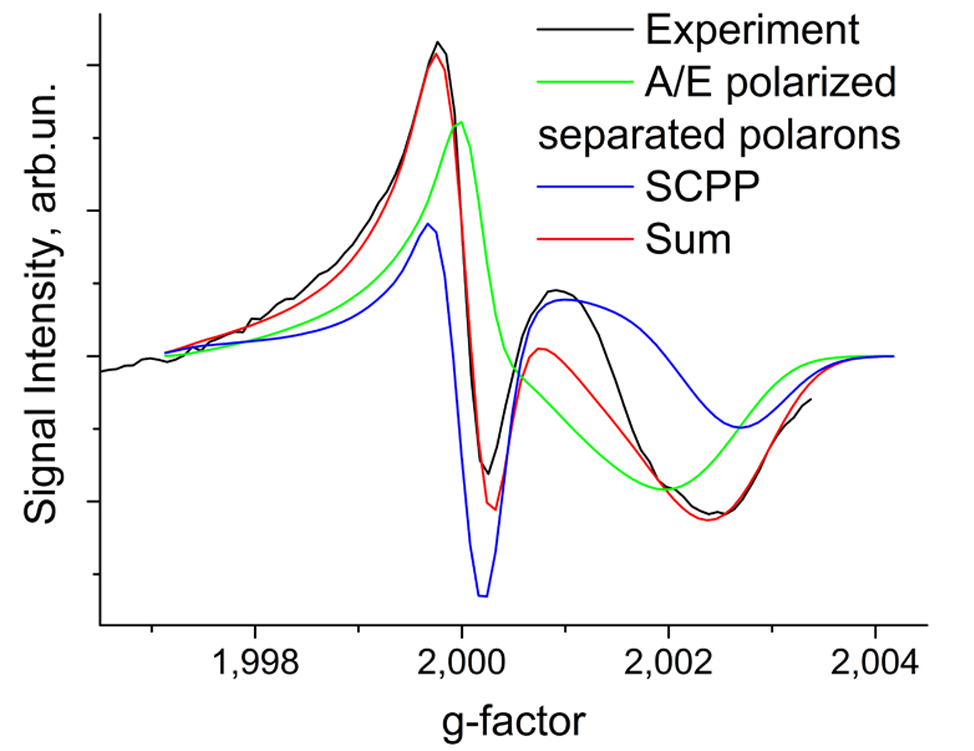 Experiment
A/E polarized
separated polarons
SCPP
Sum
Signal Intensity, arb.un.
1,998
2,000
2,002
2,004
g-factor